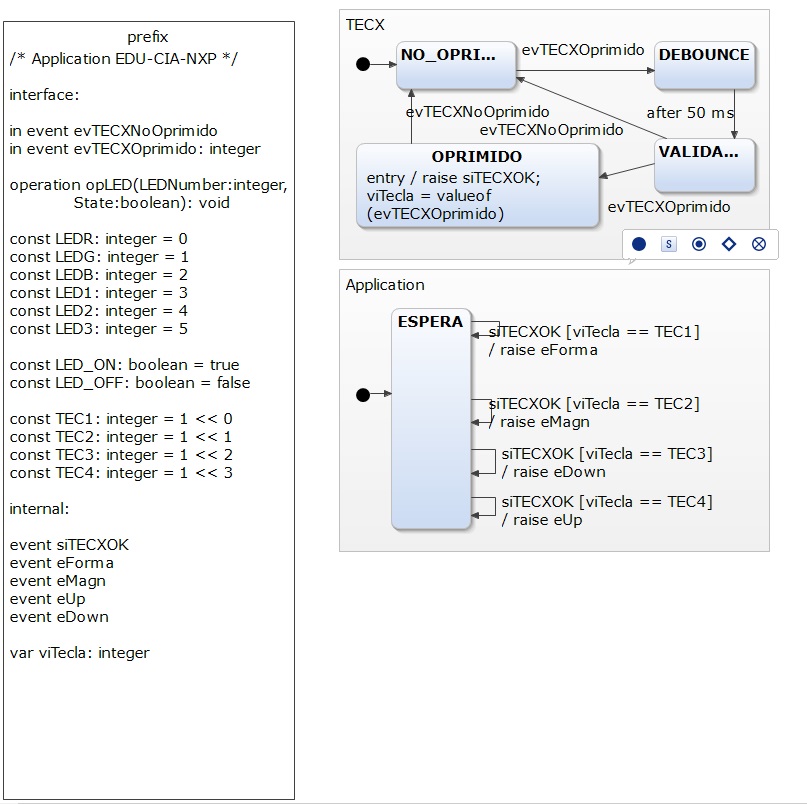 prefix
/* Application EDU-CIA-NXP */
interface:
in event evTECXNoOprimido
in event evTECXOprimido: integer
operation opLED(LEDNumber:integer,
State:boolean): void
const LEDR: integer = 0
const LEDG: integer = 1
const LEDB: integer = 2
const LED1: integer = 3
const LED2: integer = 4
const LED3: integer = 5
const LED_ON: boolean = true
const LED_OFF: boolean = false
const TEC1: integer = 1 << 0
const TEC2: integer = 1 << 1
const TEC3: integer = 1 << 2
const TEC4: integer = 1 << 3
internal:
event siTECXOK
event eForma
event eMagn
event eUp
event eDown
var viTecla: integer
TECX
NO_OPRI...
evTECXOprimido
DEBOUNCE
evTECXNoOprimido
after 50 ms
evTECXNoOprimido
OPRIMIDO
entry / raise siTECXOK;
viTecla = valueof
(evTECXOprimido)
VALIDA...
evTECXOprimido
S
Application
ESPERA
siTECXOK [viTecla == TEC1]
/ raise eForma
siTECXOK [viTecla == TEC2]
/ raise eMagn
siTECXOK [viTecla == TEC3]
/ raise eDown
siTECXOK [viTecla == TEC4]
/ raise eUp